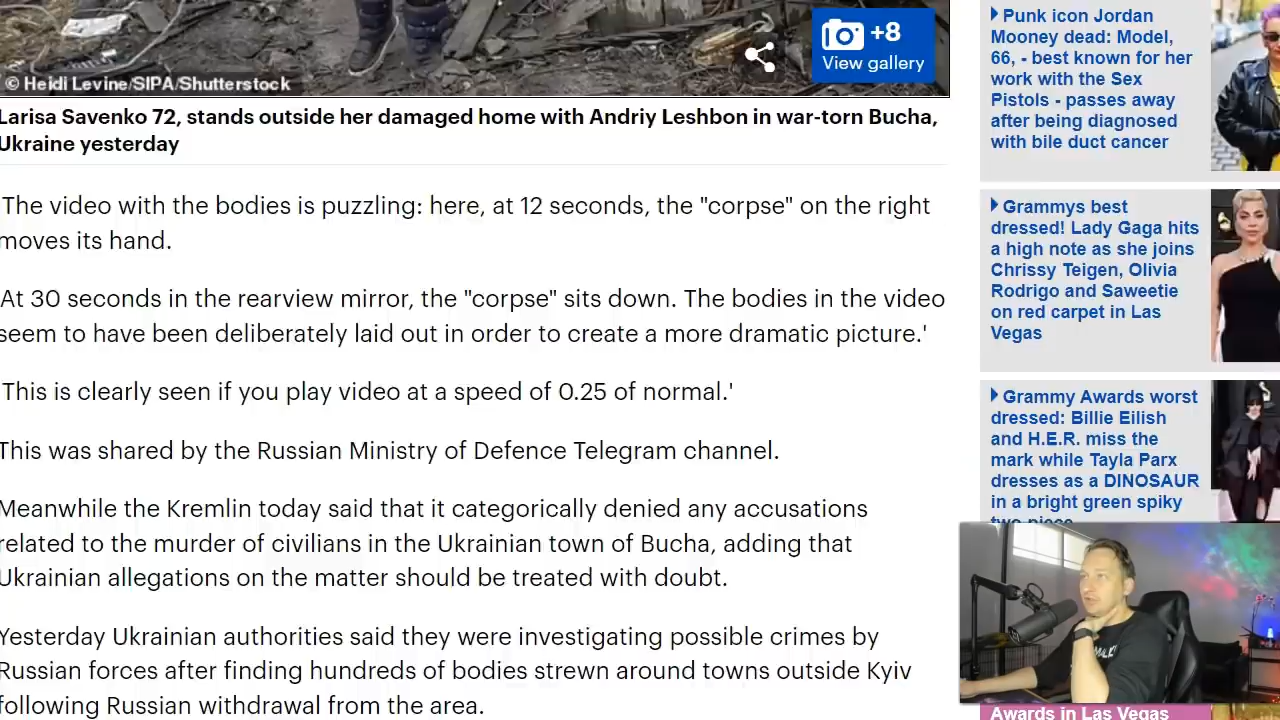 +8
View gallery
© Heidi Levine/SIPA/Shutterstock
Larisa Savenko 72, stands outside her damaged home with Andriy Leshbon in war-torn Bucha,
Ukraine yesterday
The video with the bodies is puzzling: here, at 12 seconds, the "corpse" on the right
moves its hand.
At 30 seconds in the rearview mirror, the "corpse" sits down. The bodies in the video
seem to have been deliberately laid out in order to create a more dramatic picture.'
This is clearly seen if you play video at a speed of 0.25 of normal.'
This was shared by the Russian Ministry of Defence Telegram channel.
Meanwhile the Kremlin today said that it categorically denied any accusations
related to the murder of civilians in the Ukrainian town of Bucha, adding that
Ukrainian allegations on the matter should be treated with doubt.
Yesterday Ukrainian authorities said they were investigating possible crimes by
Russian forces after finding hundreds of bodies strewn around towns outside Kyiv
following Russian withdrawal from the area.
Punk icon Jordan
Mooney dead: Model,
66, - best known for her
work with the Sex
Pistols - passes away
after being diagnosed
with bile duct cancer
Grammys best
dressed! Lady Gaga hits
a high note as she joins
Chrissy Teigen, Olivia
Rodrigo and Saweetie
on red carpet in Las
Vegas
Grammy Awards worst
dressed: Billie Eilish
and H.E.R. miss the
mark while Tayla Parx
dresses as a DINOSAUR
in a bright green spiky
two-piece
Awards in Las Vegas